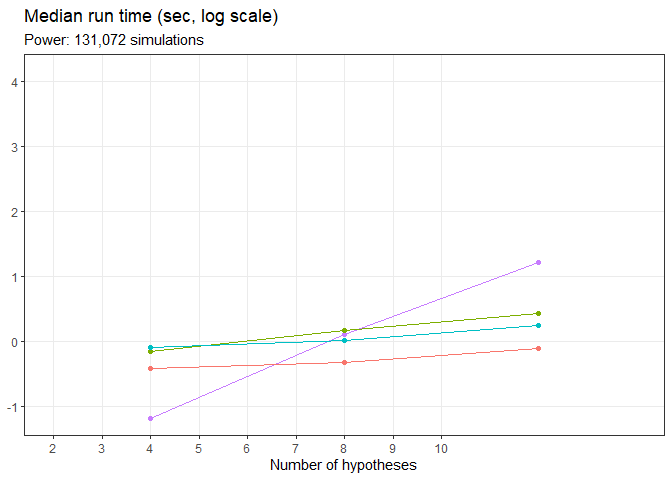 Median run time (sec, log scale)
Power: 131,072 simulations
4
3
2
1
0
-1
2 3 4 5 6 7 8 9 10
Number of hypotheses